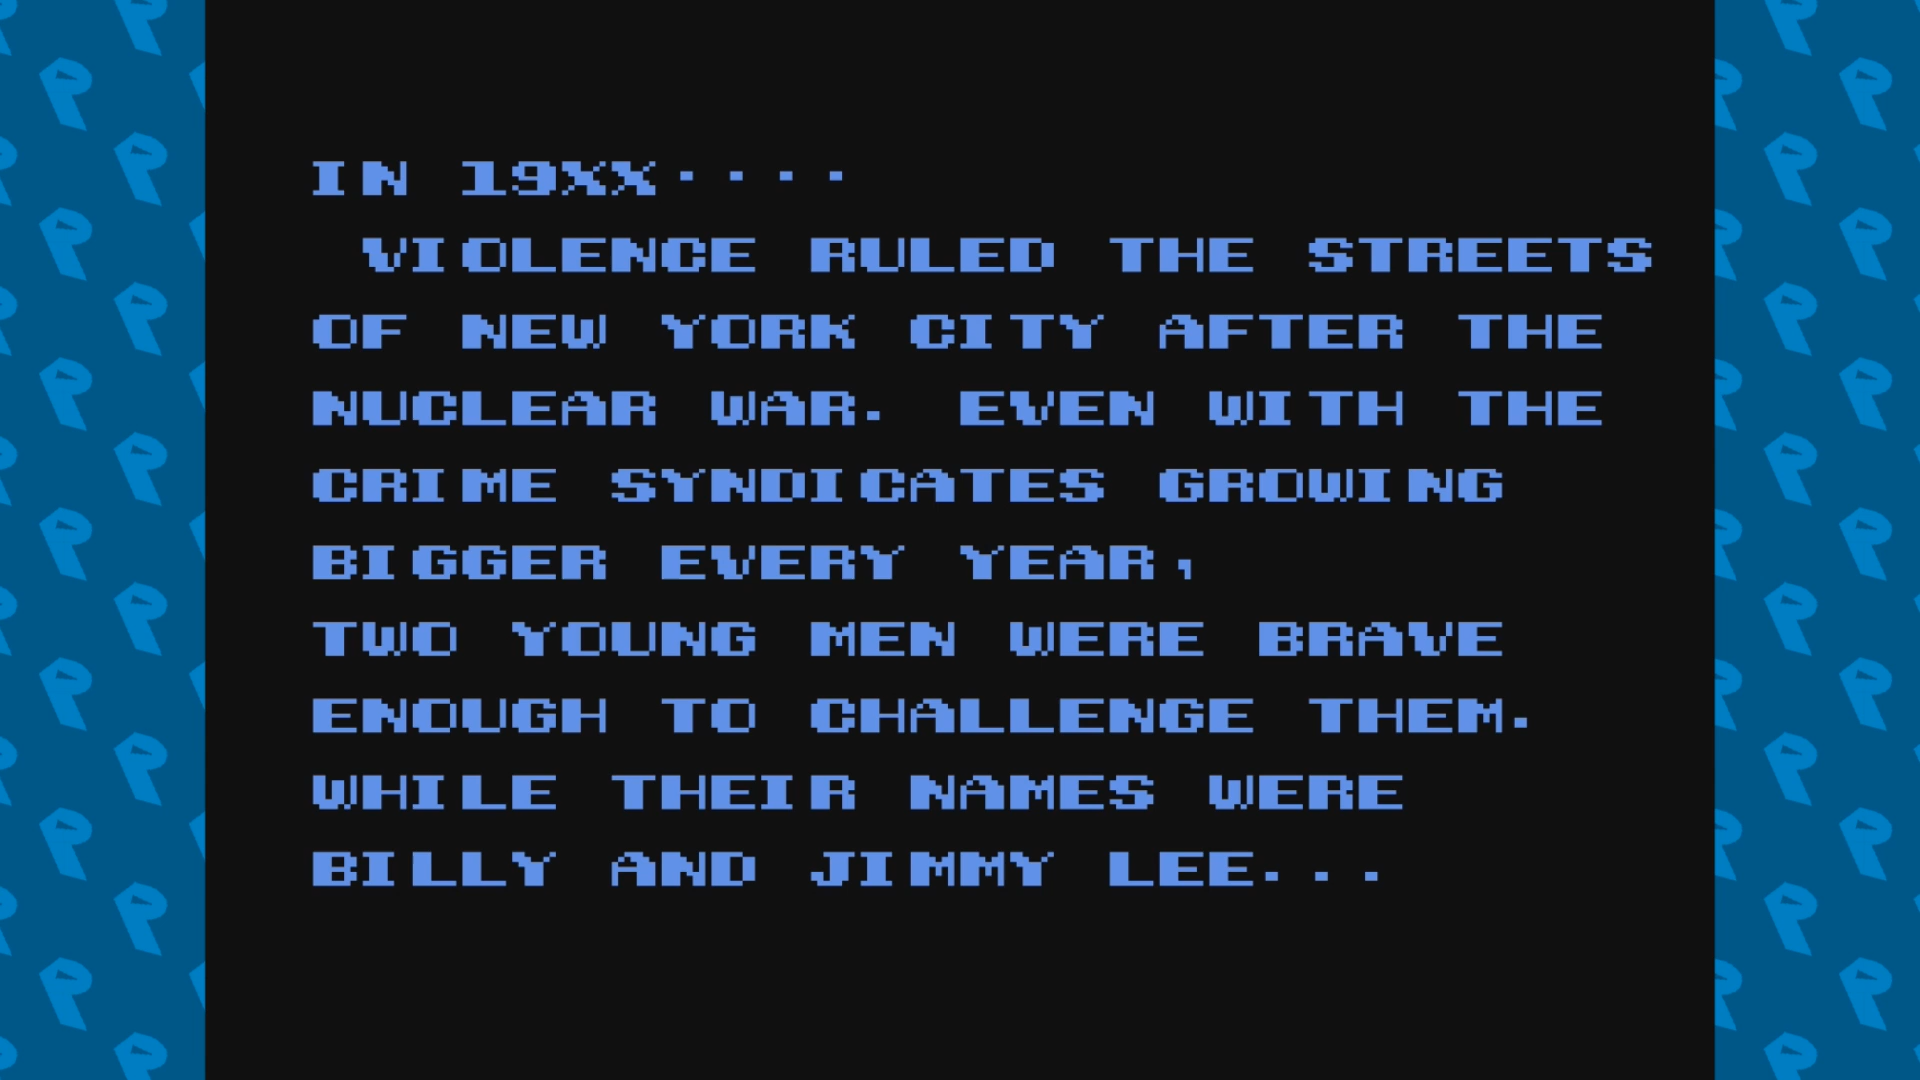 IN 19XX····
VIOLENCE RULED THE STREETS
OF NEW YORK CITY AFTER THE
NUCLEAR WAR. EVEN WITH THE
CRIME SYNDICATES GROWING
BIGGER EVERY YEAR,
TWO YOUNG MEN WERE BRAVE
ENOUGH TO CHALLENGE THEM.
WHILE THEIR NAMES WERE
BILLY AND JIMMY LEE...